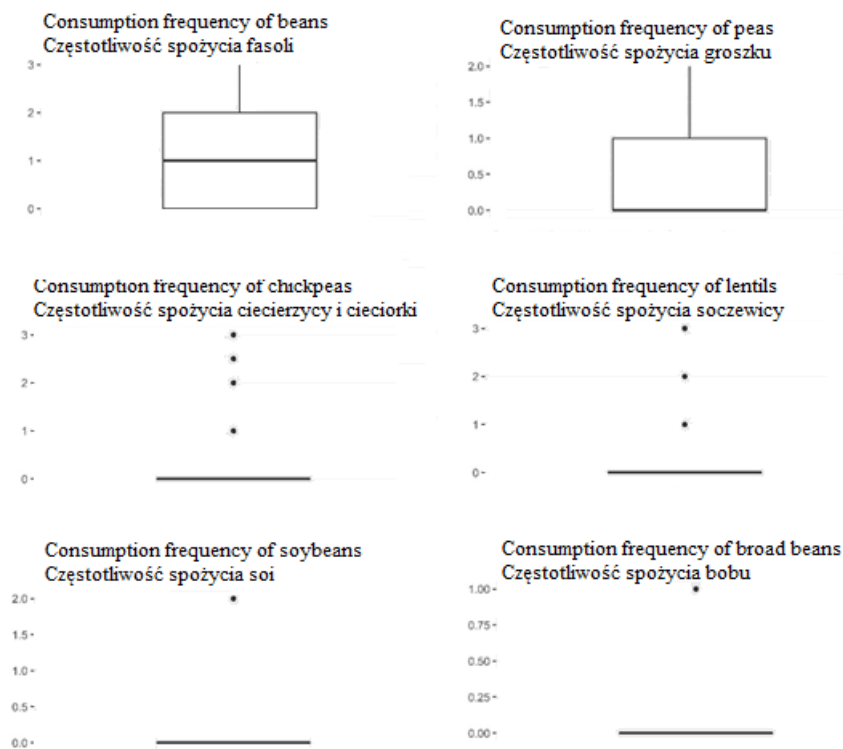 Consumption frequency of beans
Częstotliwość spożycia fasoli
3-
2-
1-
0-
Consumption frequency of peas
Częstotliwość spożycia groszku
2.0-
1.5-
1.0-
0.5-
0.0-
Consumption frequency of chickpeas
Częstotliwość spożycia ciecierzycy i cieciorki
3-
2-
1-
0-
Consumption frequency of lentils
Częstotliwość spożycia soczewicy
3-
2-
1-
0-
Consumption frequency of soybeans
Częstotliwość spożycia soi
2.0-
1.5-
1.0-
0.5-
0.0-
Consumption frequency of broad beans
Częstotliwość spożycia bobu
1.00-
0.75-
0.50-
0.25-
0.00-